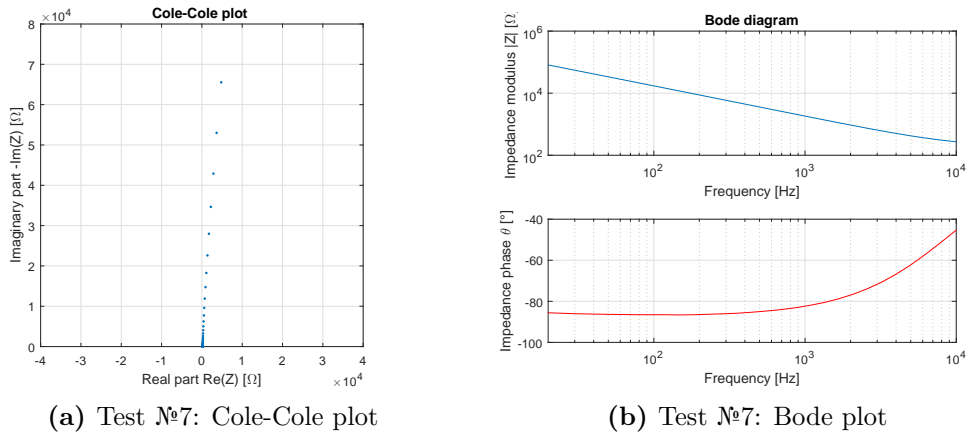 Cole-Cole plot
× 10⁴
Imaginary part -Im(Z) [Ω]
8
7
6
5
4
3
2
1
0
-4 -3 -2 -1 0 1 2 3 4
Real part Re(Z) [Ω]
× 10⁴
(a) Test №7: Cole-Cole plot
Bode diagram
Impedance modulus |Z| [Ω]
10⁶
10⁴
10²
10² 10³ 10⁴
Frequency [Hz]
Impedance phase θ [°]
-40
-60
-80
-100
10² 10³ 10⁴
Frequency [Hz]
(b) Test №7: Bode plot